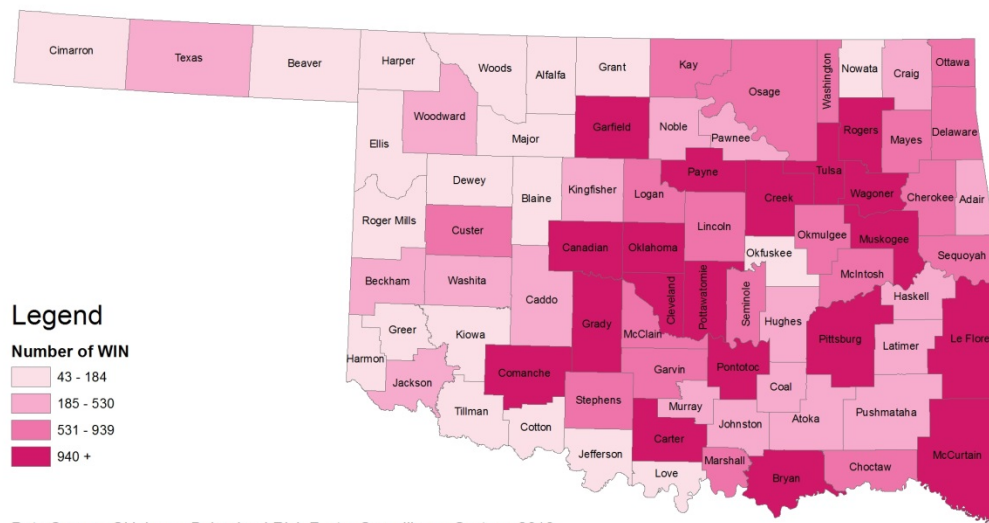 Cimarron
Texas
Beaver
Harper
Woods
Alfalfa
Grant
Kay
Osage
Washington
Nowata
Craig
Ottawa
Woodward
Ellis
Major
Garfield
Noble
Pawnee
Rogers
Mayes
Delaware
Dewey
Blaine
Kingfisher
Logan
Payne
Creek
Tulsa
Wagoner
Cherokee
Adair
Roger Mills
Custer
Canadian
Oklahoma
Lincoln
Okfuskee
Okmulgee
Muskogee
Sequoyah
Beckham
Washita
Caddo
Grady
McClain
Cleveland
Pottawatomie
Seminole
Hughes
McIntosh
Haskell
Pittsburg
Latimer
Le Flore
Greer
Kiowa
Harmon
Jackson
Comanche
Stephens
Garvin
Pontotoc
Coal
Tillman
Cotton
Murray
Johnston
Atoka
Pushmataha
McCurtain
Jefferson
Carter
Love
Marshall
Bryan
Choctaw
Legend
Number of WIN
43 - 184
185 - 530
531 - 939
940 +